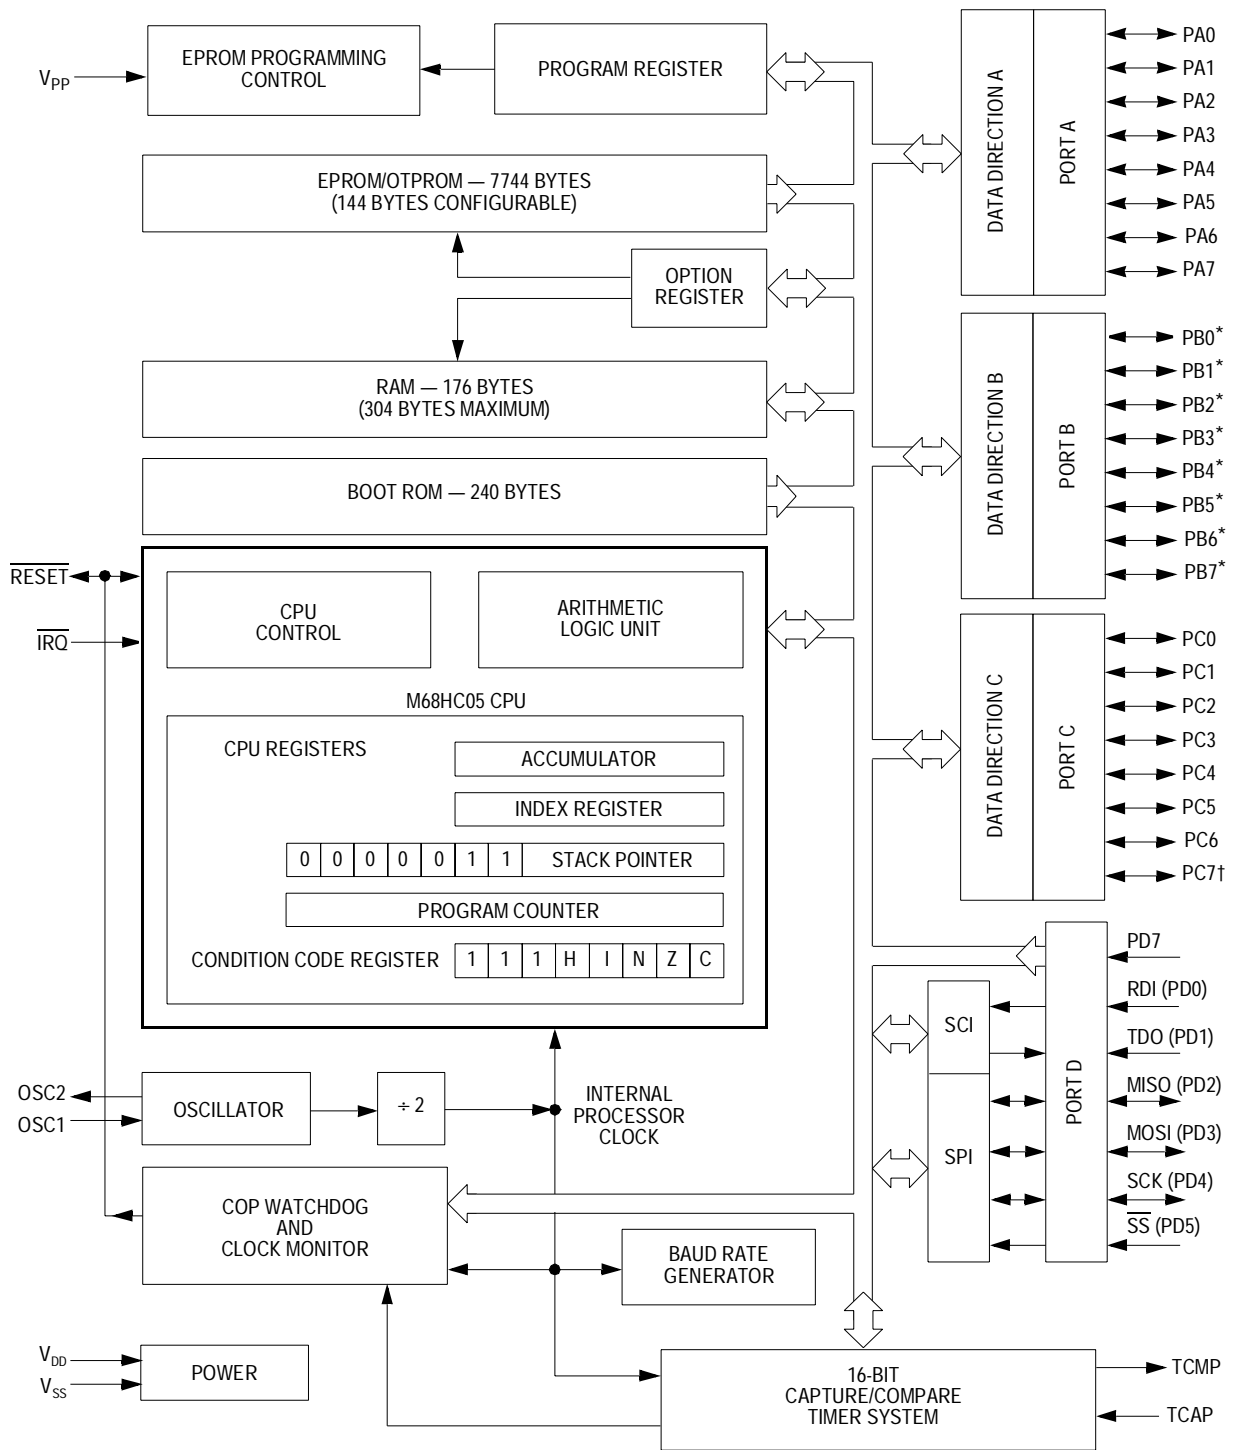 V_PP
EPROM PROGRAMMING
CONTROL
PROGRAM REGISTER
EPROM/OTPROM — 7744 BYTES
(144 BYTES CONFIGURABLE)
OPTION
REGISTER
RAM — 176 BYTES
(304 BYTES MAXIMUM)
BOOT ROM — 240 BYTES
RESET
IRQ
CPU
CONTROL
ARITHMETIC
LOGIC UNIT
M68HC05 CPU
CPU REGISTERS
ACCUMULATOR
INDEX REGISTER
0 0 0 0 0 1 1 STACK POINTER
PROGRAM COUNTER
CONDITION CODE REGISTER 1 1 1 H I N Z C
OSC2
OSC1
OSCILLATOR
÷ 2
INTERNAL
PROCESSOR
CLOCK
COP WATCHDOG
AND
CLOCK MONITOR
BAUD RATE
GENERATOR
V_DD
V_SS
POWER
16-BIT
CAPTURE/COMPARE
TIMER SYSTEM
TCMP
TCAP
DATA DIRECTION A
PORT A
PA0
PA1
PA2
PA3
PA4
PA5
PA6
PA7
DATA DIRECTION B
PORT B
PB0*
PB1*
PB2*
PB3*
PB4*
PB5*
PB6*
PB7*
DATA DIRECTION C
PORT C
PC0
PC1
PC2
PC3
PC4
PC5
PC6
PC7†
SCI
SPI
PORT D
PD7
RDI (PD0)
TDO (PD1)
MISO (PD2)
MOSI (PD3)
SCK (PD4)
SS (PD5)